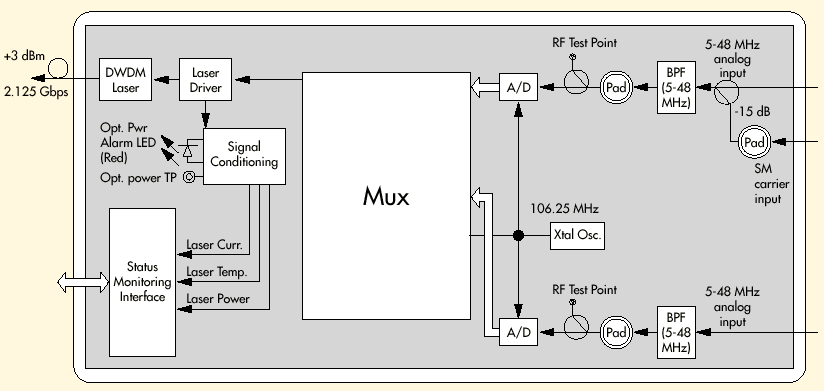 +3 dBm
2.125 Gbps
DWDM
Laser
Laser
Driver
Opt. Pwr
Alarm LED
(Red)
Opt. power TP
Signal
Conditioning
Status
Monitoring
Interface
Laser Curr.
Laser Temp.
Laser Power
Mux
A/D
RF Test Point
Pad
BPF
(5-48
MHz)
5-48 MHz
analog
input
-15 dB
Pad
SM
carrier
input
106.25 MHz
Xtal Osc.
A/D
RF Test Point
Pad
BPF
(5-48
MHz)
5-48 MHz
analog
input